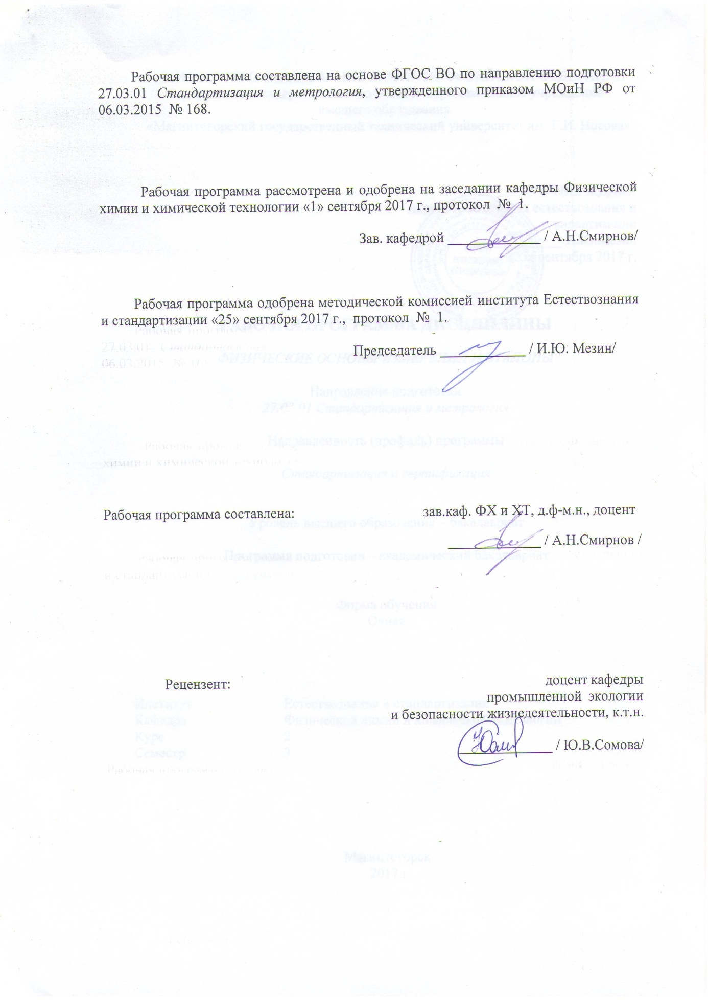 Рабочая программа составлена на основе ФГОС ВО по направлению подготовки
27.03.01 Стандартизация и метрология, утвержденного приказом МОиН РФ от
06.03.2015 № 168.
Рабочая программа рассмотрена и одобрена на заседании кафедры Физической
химии и химической технологии «1» сентября 2017 г., протокол № 1.
Зав. кафедрой _____________ / А.Н.Смирнов/
Рабочая программа одобрена методической комиссией института Естествознания
и стандартизации «25» сентября 2017 г., протокол № 1.
Председатель ____________ / И.Ю. Мезин/
Рабочая программа составлена: зав.каф. ФХ и ХТ, д.ф-м.н., доцент
_____________ / А.Н.Смирнов /
Рецензент: доцент кафедры
промышленной экологии
и безопасности жизнедеятельности, к.т.н.
_____________ / Ю.В.Сомова/